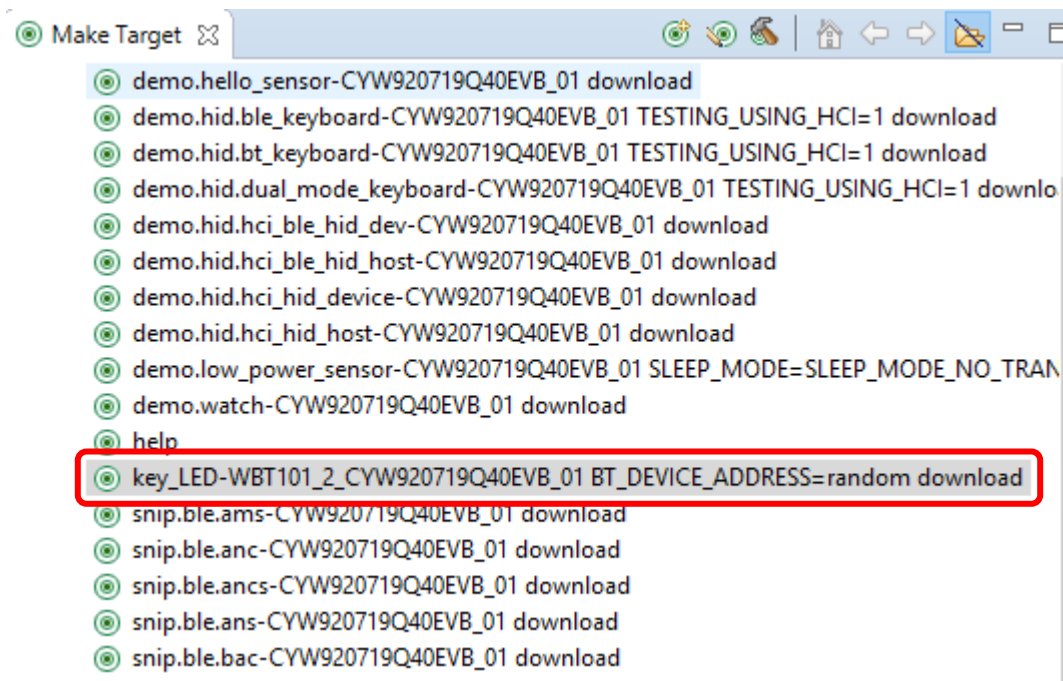 Make Target
demo.hello_sensor-CYW920719Q40EVB_01 download
demo.hid.ble_keyboard-CYW920719Q40EVB_01 TESTING_USING_HCI=1 download
demo.hid.bt_keyboard-CYW920719Q40EVB_01 TESTING_USING_HCI=1 download
demo.hid.dual_mode_keyboard-CYW920719Q40EVB_01 TESTING_USING_HCI=1 downlo
demo.hid.hci_ble_hid_dev-CYW920719Q40EVB_01 download
demo.hid.hci_ble_hid_host-CYW920719Q40EVB_01 download
demo.hid.hci_hid_device-CYW920719Q40EVB_01 download
demo.hid.hci_hid_host-CYW920719Q40EVB_01 download
demo.low_power_sensor-CYW920719Q40EVB_01 SLEEP_MODE=SLEEP_MODE_NO_TRAN
demo.watch-CYW920719Q40EVB_01 download
help
key_LED-WBT101_2_CYW920719Q40EVB_01 BT_DEVICE_ADDRESS=random download
snip.ble.ams-CYW920719Q40EVB_01 download
snip.ble.anc-CYW920719Q40EVB_01 download
snip.ble.ancs-CYW920719Q40EVB_01 download
snip.ble.ans-CYW920719Q40EVB_01 download
snip.ble.bac-CYW920719Q40EVB_01 download